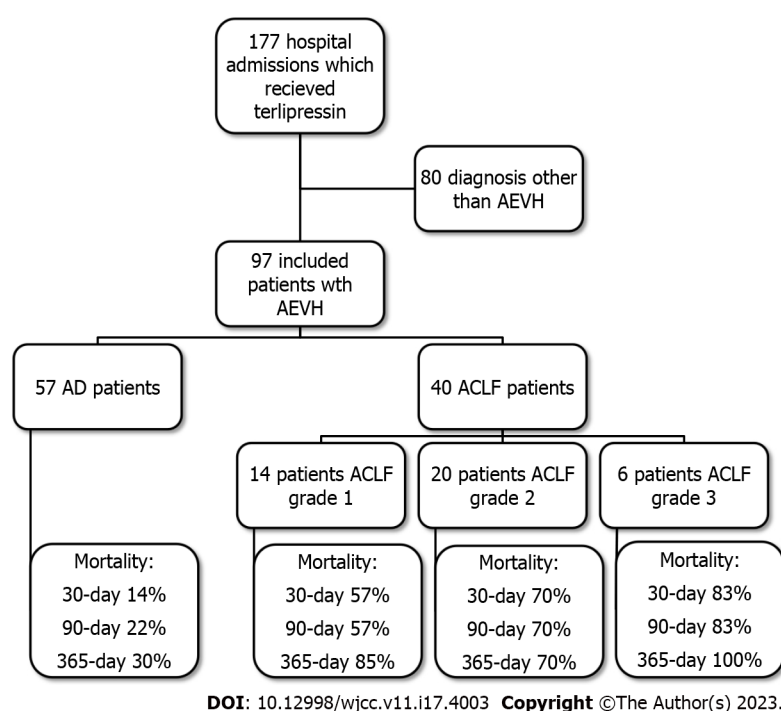 177 hospital
admissions which
recieved
terlipressin
80 diagnosis other
than AEVH
97 included
patients wth
AEVH
57 AD patients
40 ACLF patients
14 patients ACLF
grade 1
20 patients ACLF
grade 2
6 patients ACLF
grade 3
Mortality:
30-day 14%
90-day 22%
365-day 30%
Mortality:
30-day 57%
90-day 57%
365-day 85%
Mortality:
30-day 70%
90-day 70%
365-day 70%
Mortality:
30-day 83%
90-day 83%
365-day 100%
DOI: 10.12998/wjcc.v11.i17.4003 Copyright ©The Author(s) 2023.